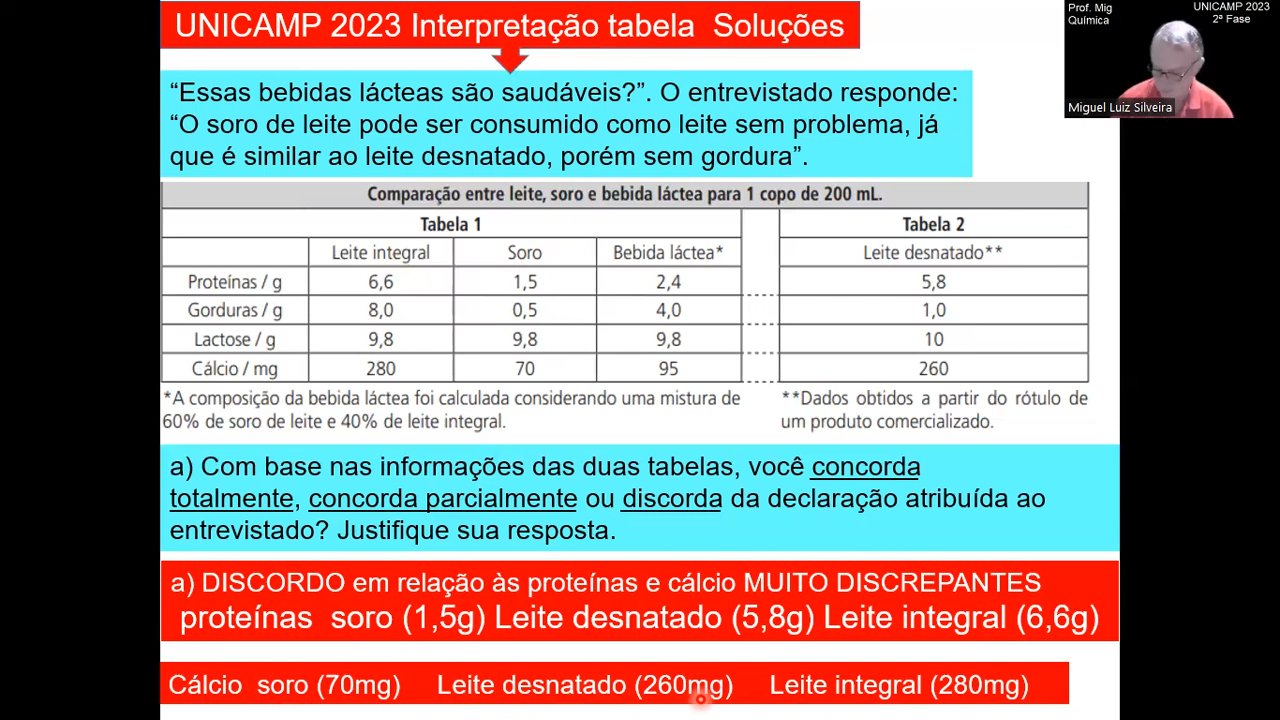 UNICAMP 2023 Interpretação tabela Soluções
Prof. Mig
Química
UNICAMP 2023
2ª Fase
Miguel Luiz Silveira
“Essas bebidas lácteas são saudáveis?”. O entrevistado responde:
“O soro de leite pode ser consumido como leite sem problema, já
que é similar ao leite desnatado, porém sem gordura”.
Comparação entre leite, soro e bebida láctea para 1 copo de 200 mL.
Tabela 1 Tabela 2
Leite integral Soro Bebida láctea* Leite desnatado**
Proteínas / g 6,6 1,5 2,4 5,8
Gorduras / g 8,0 0,5 4,0 1,0
Lactose / g 9,8 9,8 9,8 10
Cálcio / mg 280 70 95 260
*A composição da bebida láctea foi calculada considerando uma mistura de
60% de soro de leite e 40% de leite integral.
**Dados obtidos a partir do rótulo de
um produto comercializado.
a) Com base nas informações das duas tabelas, você concorda
totalmente, concorda parcialmente ou discorda da declaração atribuída ao
entrevistado? Justifique sua resposta.
a) DISCORDO em relação às proteínas e cálcio MUITO DISCREPANTES
proteínas soro (1,5g) Leite desnatado (5,8g) Leite integral (6,6g)
Cálcio soro (70mg) Leite desnatado (260mg) Leite integral (280mg)